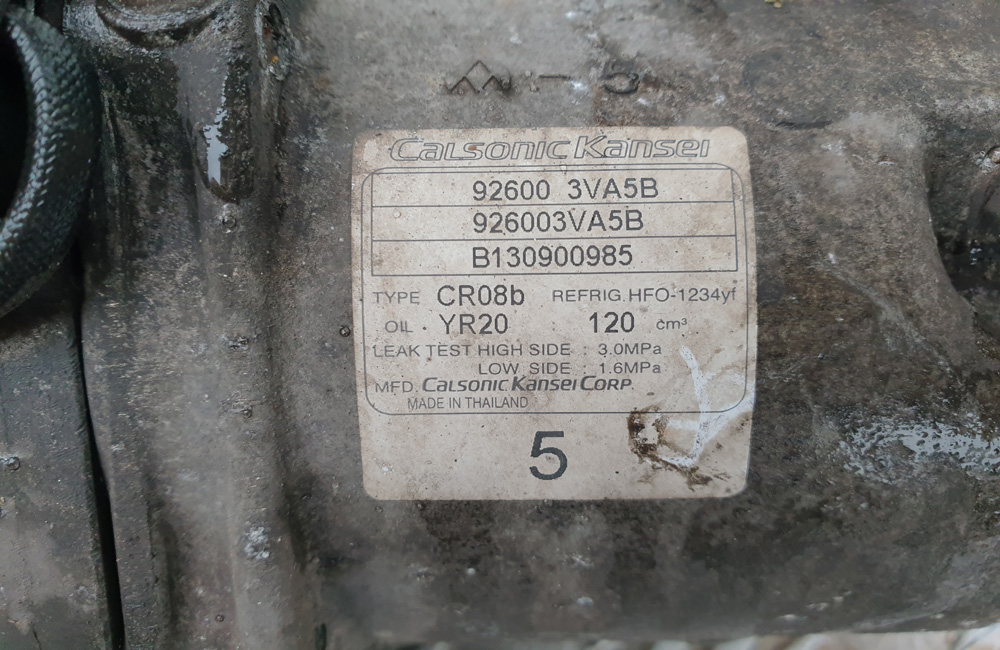 5
Calsonic Kansei
92600 3VA5B
926003VA5B
B130900985
TYPE CR08b REFRIG.HFO-1234yf
OIL YR20 120 cm³
LEAK TEST HIGH SIDE : 3.0MPa
LOW SIDE : 1.6MPa
MFD. Calsonic Kansei Corp.
MADE IN THAILAND
5